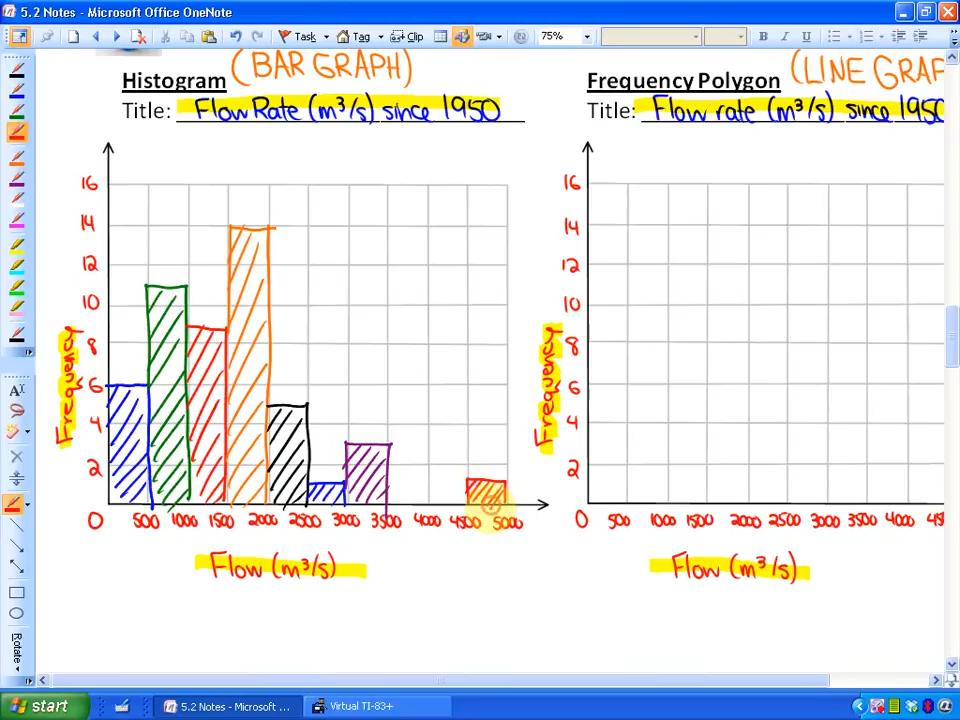 5.2 Notes - Microsoft Office OneNote
Task
Tag
Clip
75%
B I U
Histogram (BAR GRAPH)
Title: Flow Rate (m³/s) since 1950
16
14
12
10
8
6
4
2
Frequency
0 500 1000 1500 2000 2500 3000 3500 4000 4500 5000
Flow (m³/s)
Frequency Polygon (LINE GRA
Title: Flow rate (m³/s) since 1950
16
14
12
10
8
6
4
2
Frequency
0 500 1000 1500 2000 2500 3000 3500 4000 45
Flow (m³/s)
A
Rotate
start
5.2 Notes - Microsoft ...
Virtual TI-83+